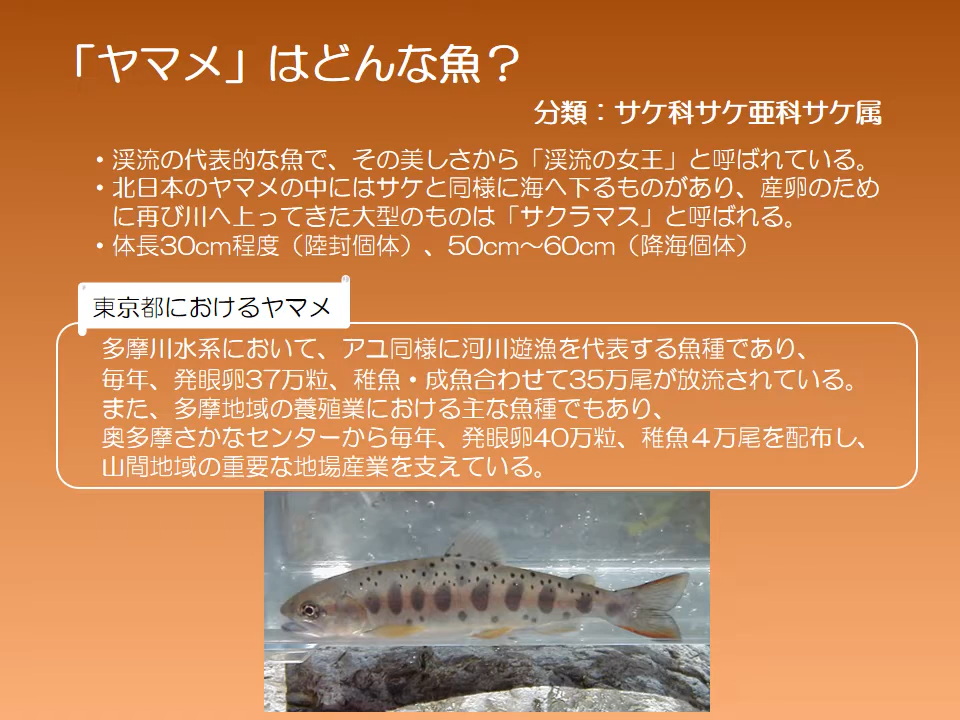 「ヤマメ」はどんな魚？
分類：サケ科サケ亜科サケ属
・渓流の代表的な魚で、その美しさから「渓流の女王」と呼ばれている。
・北日本のヤマメの中にはサケと同様に海へ下るものがあり、産卵のため
に再び川へ上ってきた大型のものは「サクラマス」と呼ばれる。
・体長30cm程度（陸封個体）、50cm～60cm（降海個体）
東京都におけるヤマメ
多摩川水系において、アユ同様に河川遊漁を代表する魚種であり、
毎年、発眼卵37万粒、稚魚・成魚合わせて35万尾が放流されている。
また、多摩地域の養殖業における主な魚種でもあり、
奥多摩さかなセンターから毎年、発眼卵40万粒、稚魚４万尾を配布し、
山間地域の重要な地場産業を支えている。